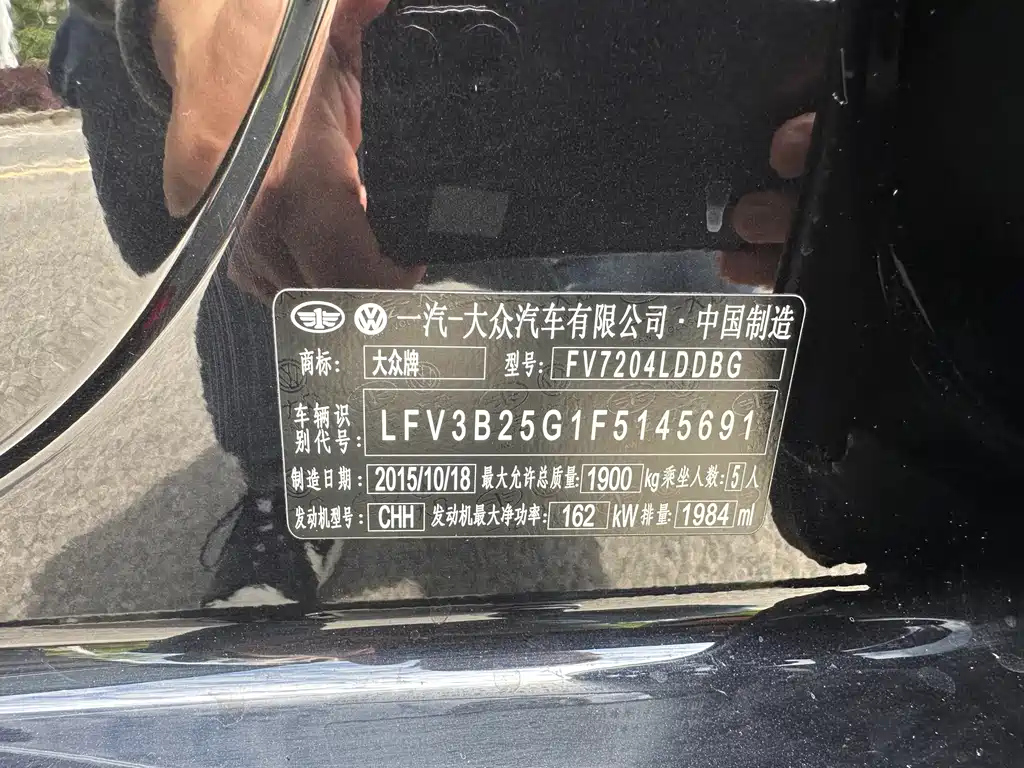 一汽-大众汽车有限公司·中国制造
商标: 大众牌 型号: FV7204LDDBG
车辆识别代号: LFV3B25G1F5145691
制造日期: 2015/10/18 最大允许总质量: 1900 kg 乘坐人数: 5 人
发动机型号: CHH 发动机最大净功率: 162 kW 排量: 1984 ml